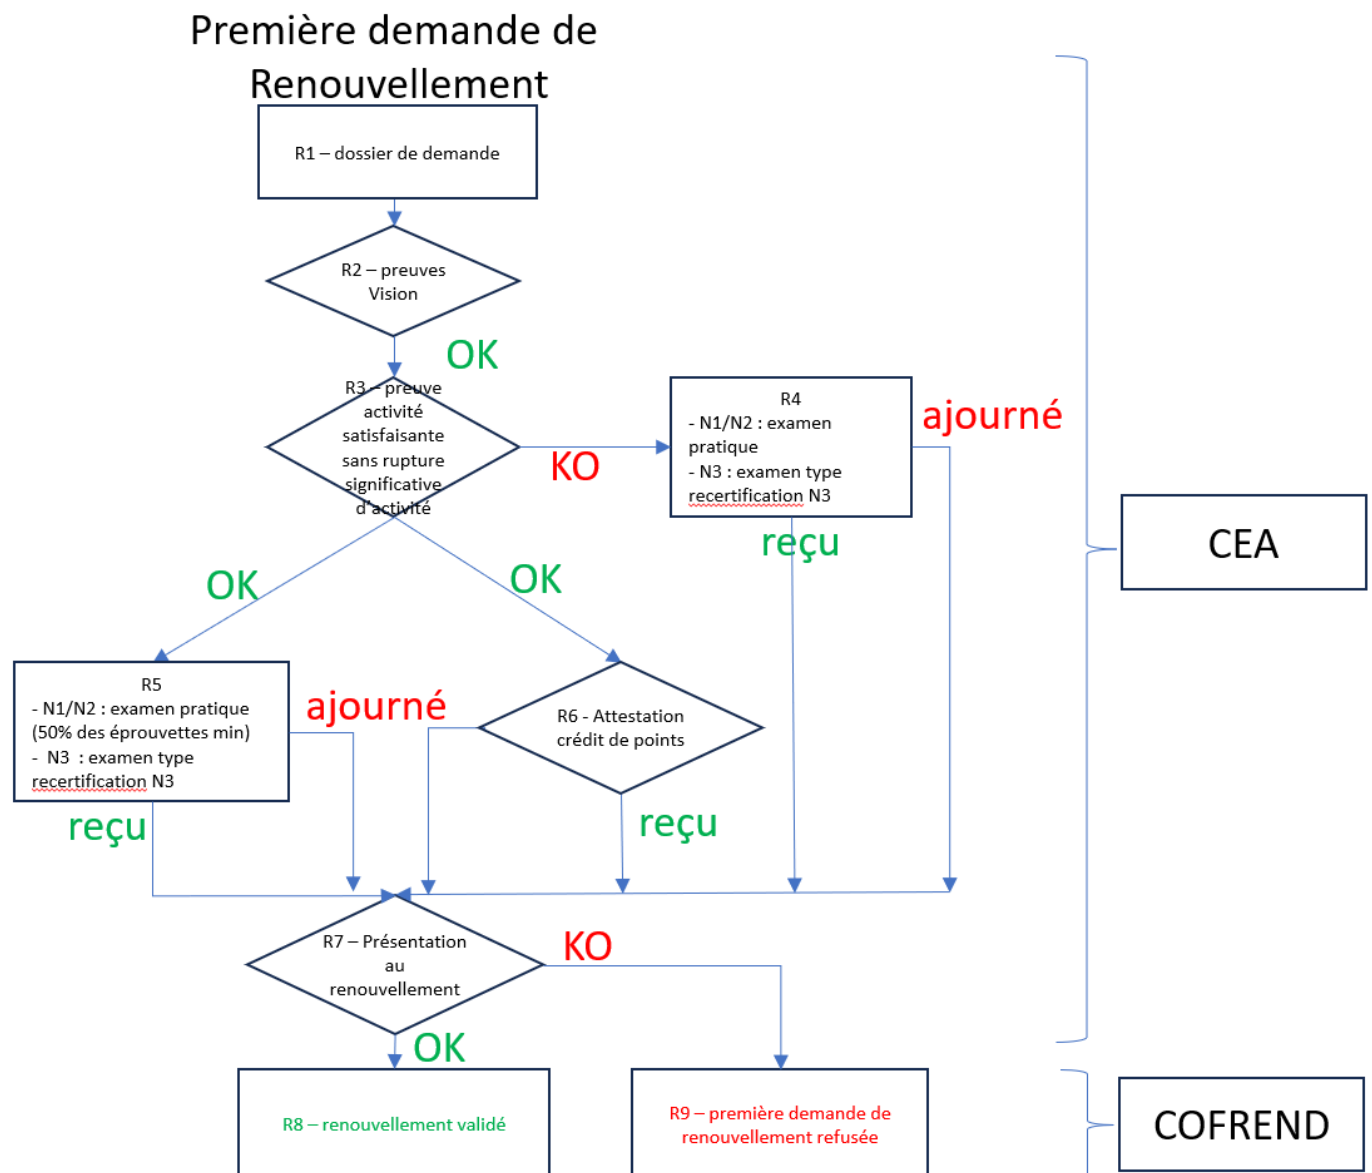 Première demande de
Renouvellement
R1 – dossier de demande
R2 – preuves
Vision
OK
R3 – preuve
activité
satisfaisante
sans rupture
significative
d'activité
KO
R4
- N1/N2 : examen
pratique
- N3 : examen type
recertification N3
ajourné
reçu
CEA
OK
OK
R5
- N1/N2 : examen pratique
(50% des éprouvettes min)
- N3 : examen type
recertification N3
ajourné
reçu
R6 - Attestation
crédit de points
reçu
R7 – Présentation
au
renouvellement
KO
OK
R8 – renouvellement validé
R9 – première demande de
renouvellement refusée
COFREND